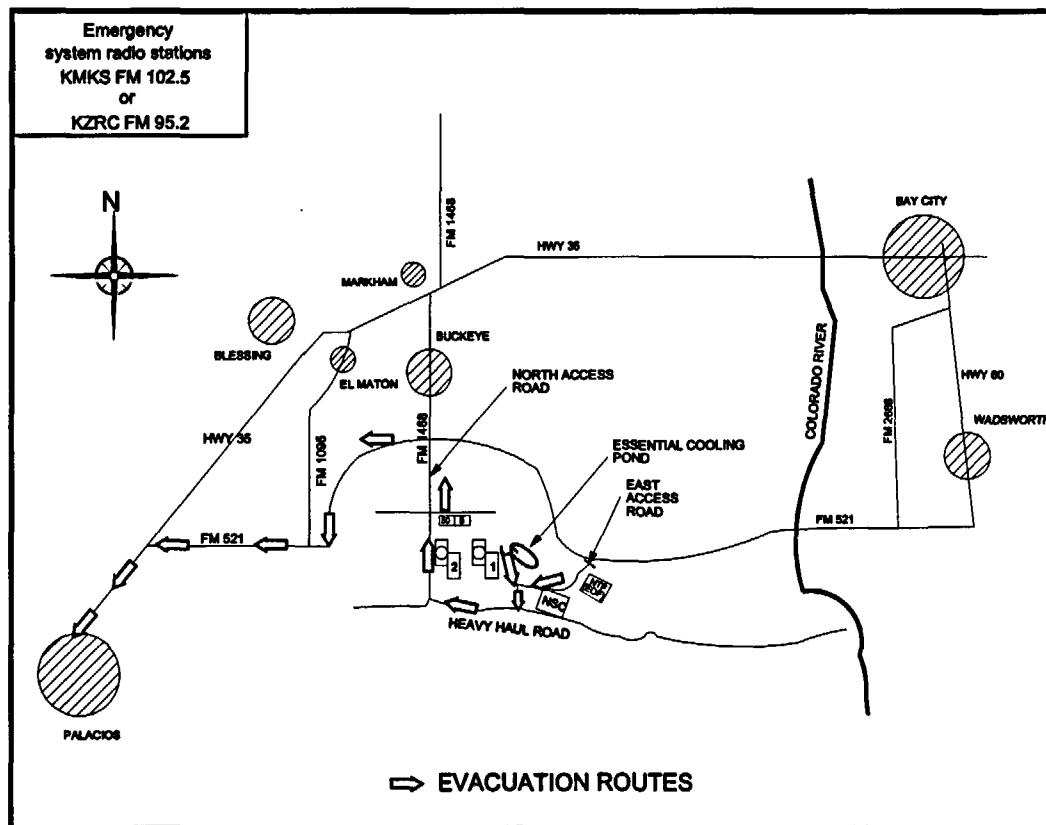 Emergency
system radio stations
KMKS FM 102.5
or
KZRC FM 95.2
N
FM 1468
BAY CITY
HWY 35
MARKHAM
BLESSING
BUCKEYE
EL MATON
NORTH ACCESS
ROAD
COLORADO RIVER
FM 2668
HWY 60
WADSWORTH
HWY 35
FM 1095
FM 1468
ESSENTIAL COOLING
POND
EAST
ACCESS
ROAD
FM 521
FM 521
2
1
NSC
HEAVY HAUL ROAD
PALACIOS
EVACUATION ROUTES